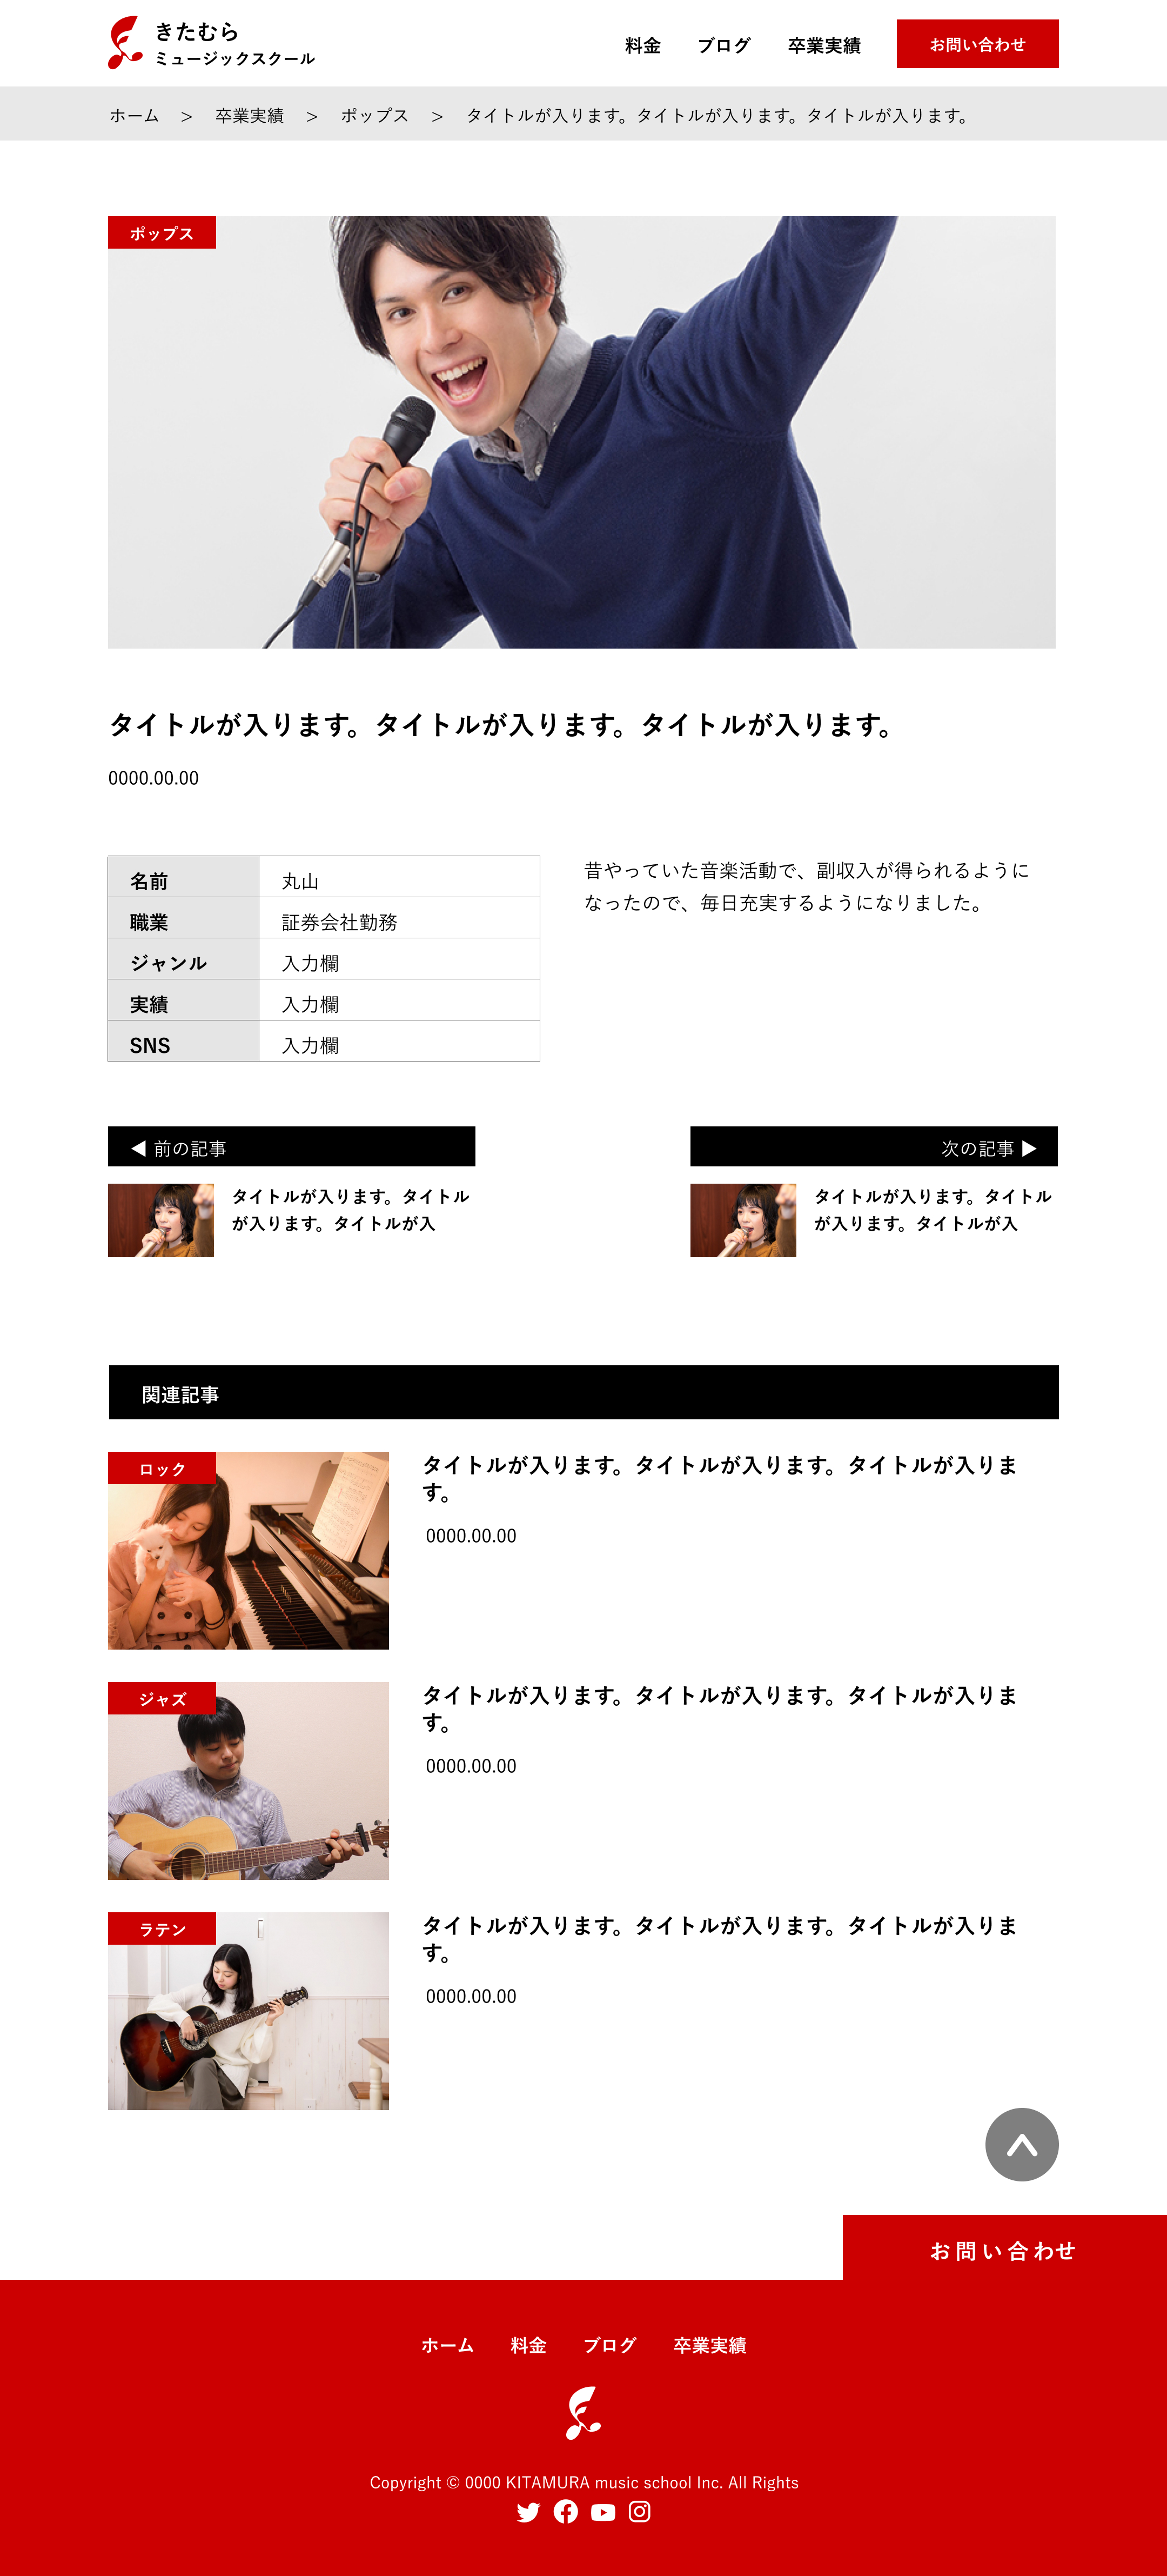 きたむら
ミュージックスクール
料金 ブログ 卒業実績 お問い合わせ
ホーム > 卒業実績 > ポップス > タイトルが入ります。タイトルが入ります。タイトルが入ります。
ポップス
タイトルが入ります。タイトルが入ります。タイトルが入ります。
0000.00.00
名前 丸山
職業 証券会社勤務
ジャンル 入力欄
実績 入力欄
SNS 入力欄
昔やっていた音楽活動で、副収入が得られるように
なったので、毎日充実するようになりました。
◀ 前の記事
タイトルが入ります。タイトル
が入ります。タイトルが入
次の記事 ▶
タイトルが入ります。タイトル
が入ります。タイトルが入
関連記事
ロック
タイトルが入ります。タイトルが入ります。タイトルが入りま
す。
0000.00.00
ジャズ
タイトルが入ります。タイトルが入ります。タイトルが入りま
す。
0000.00.00
ラテン
タイトルが入ります。タイトルが入ります。タイトルが入りま
す。
0000.00.00
お問い合わせ
ホーム 料金 ブログ 卒業実績
Copyright © 0000 KITAMURA music school Inc. All Rights